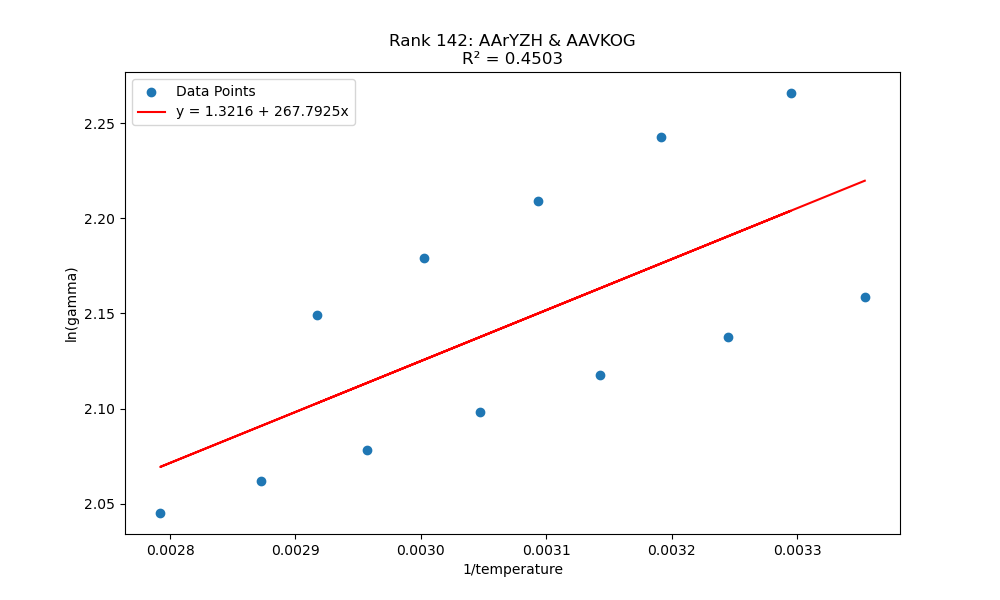 Rank 142: AArYZH & AAVKOG
R² = 0.4503
Data Points
y = 1.3216 + 267.7925x
2.25
2.20
2.15
2.10
2.05
ln(gamma)
0.0028 0.0029 0.0030 0.0031 0.0032 0.0033
1/temperature